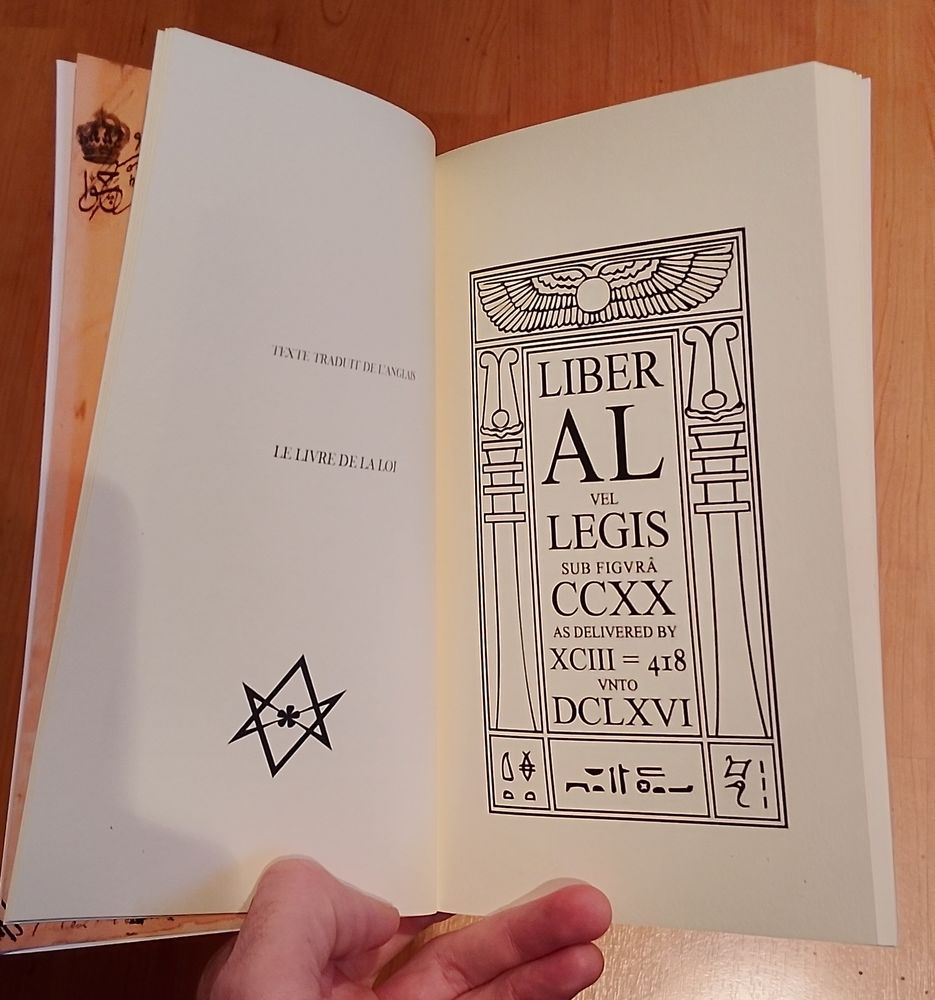 TEXTE TRADUIT DE L'ANGLAIS
LE LIVRE DE LA LOI
LIBER
AL
VEL
LEGIS
SUB FIGVRÂ
CCXX
AS DELIVERED BY
XCIII = 418
VNTO
DCLXVI